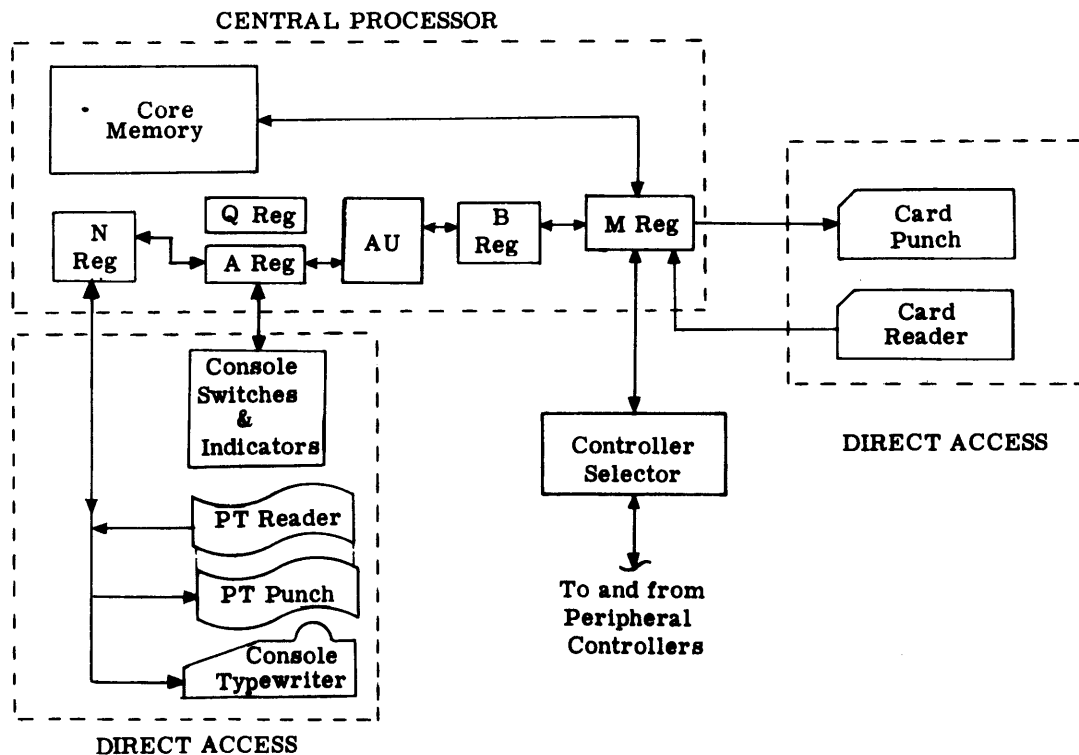 CENTRAL PROCESSOR
Core
Memory
Q Reg
N
Reg
A Reg
AU
B
Reg
M Reg
Card
Punch
Card
Reader
DIRECT ACCESS
Console
Switches
&
Indicators
Controller
Selector
PT Reader
PT Punch
To and from
Peripheral
Controllers
Console
Typewriter
DIRECT ACCESS